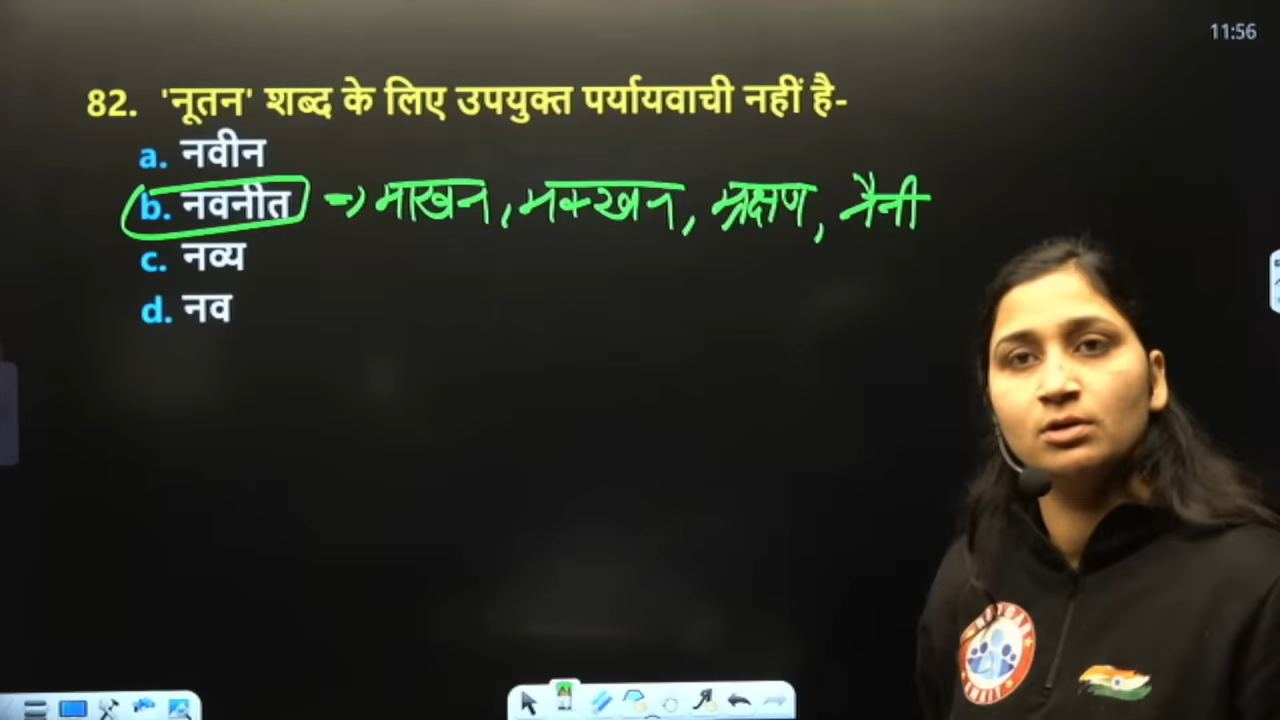 11:56
82. 'नूतन' शब्द के लिए उपयुक्त पर्यायवाची नहीं है-
a. नवीन
b. नवनीत => माखन, मक्खन, म्रक्षण, नैनी
c. नव्य
d. नव